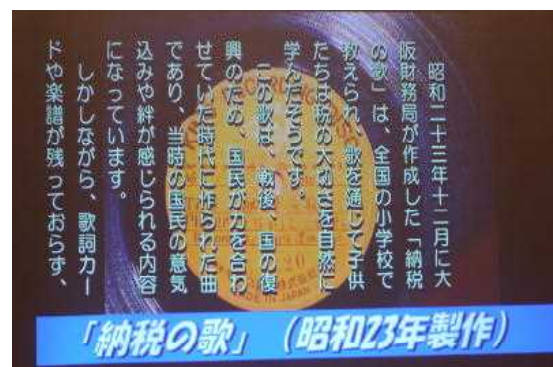 昭和二十三年十二月に大
阪財務局が作成した「納税
の歌」は、全国の小学校で
教えられ、歌を通じて子供
たちは税の大切さを自然に
学んだそうです。
この歌は、戦後、国の復
興のため、国民が力を合わ
せていた時代に作られた曲
であり、当時の国民の意気
込みや絆が感じられる内容
になっています。
しかしながら、歌詞カー
ドや楽譜が残っておらず、
MADE IN JAPAN
「納税の歌」（昭和23年製作）